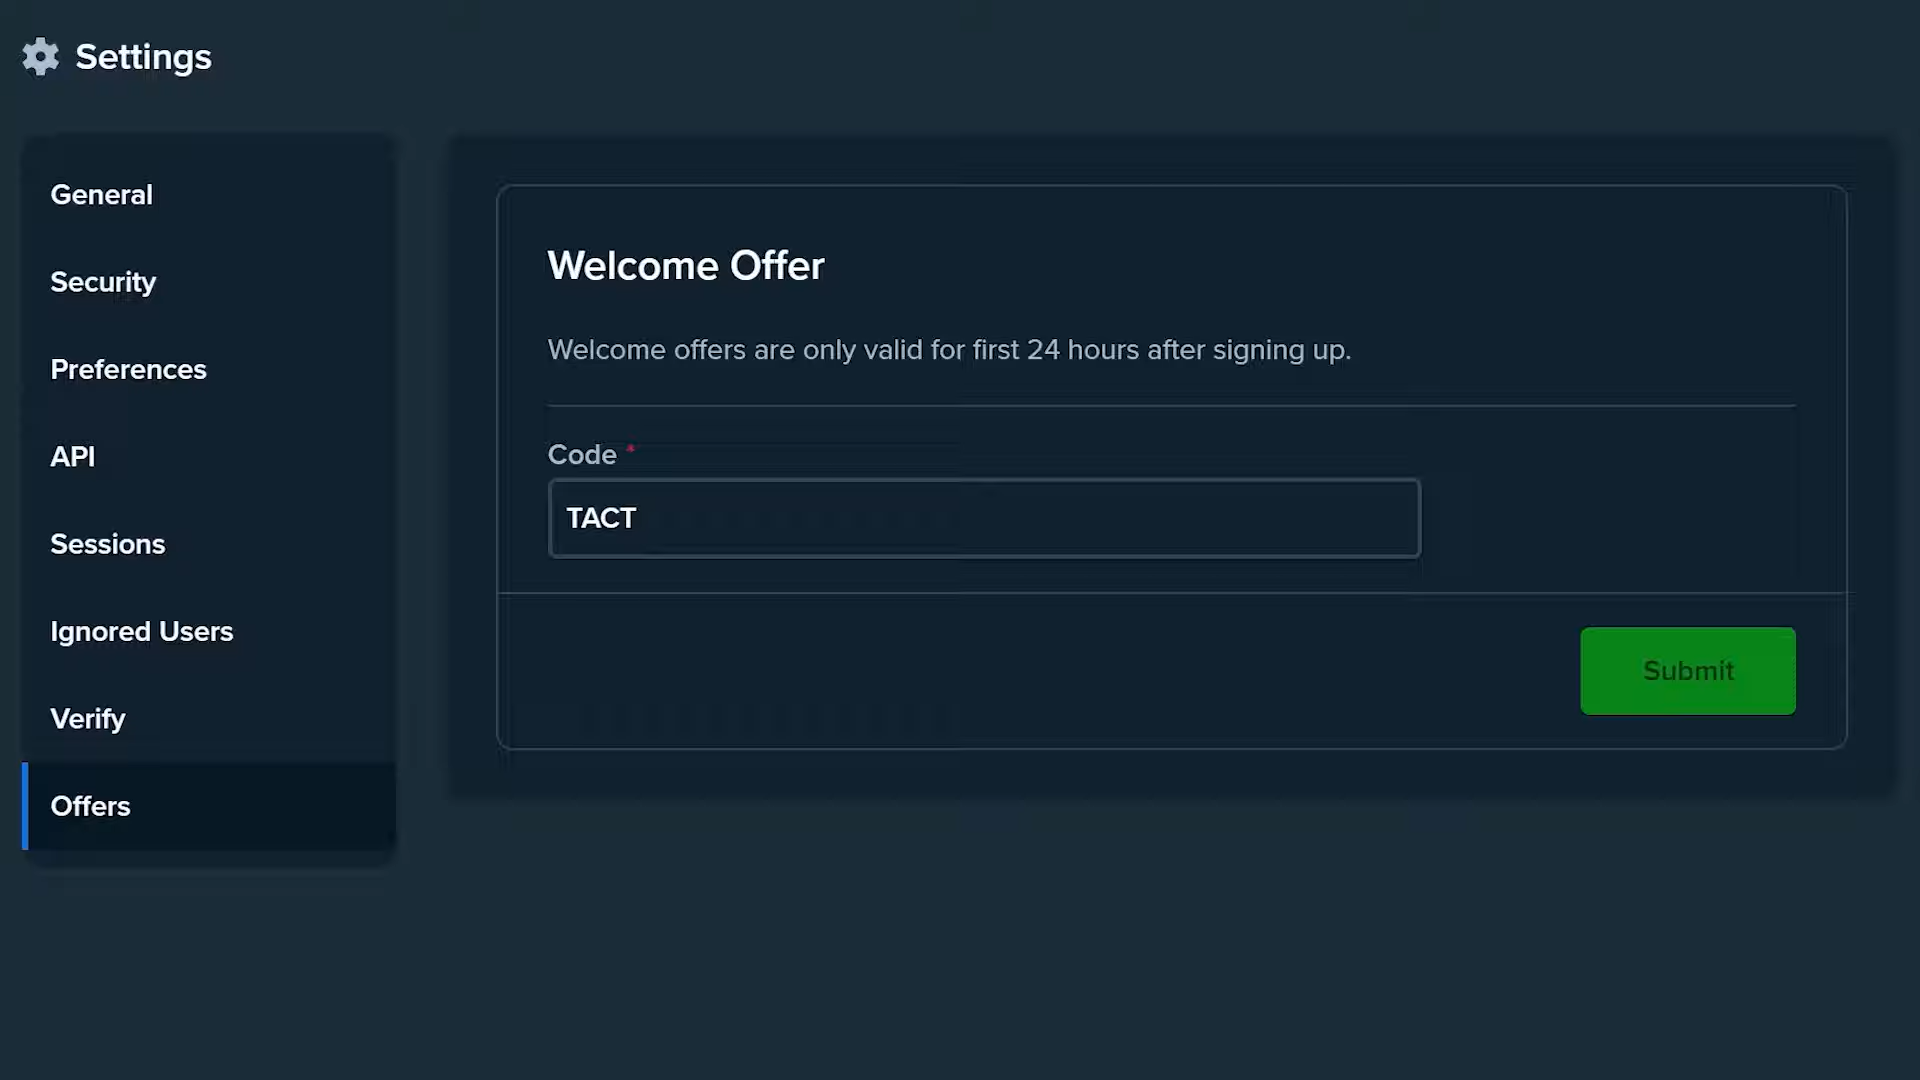 Settings
General
Security
Preferences
API
Sessions
Ignored Users
Verify
Offers
Welcome Offer
Welcome offers are only valid for first 24 hours after signing up.
Code *
TACT
Submit